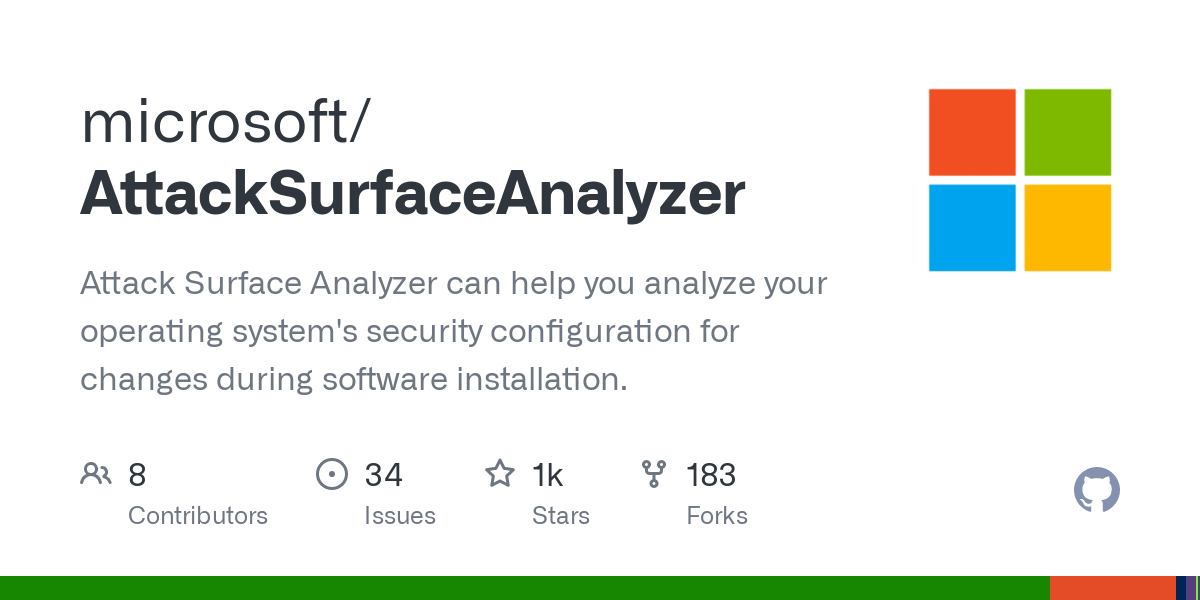 microsoft/
AttackSurfaceAnalyzer
Attack Surface Analyzer can help you analyze your
operating system's security configuration for
changes during software installation.
8 34 1k 183
Contributors Issues Stars Forks